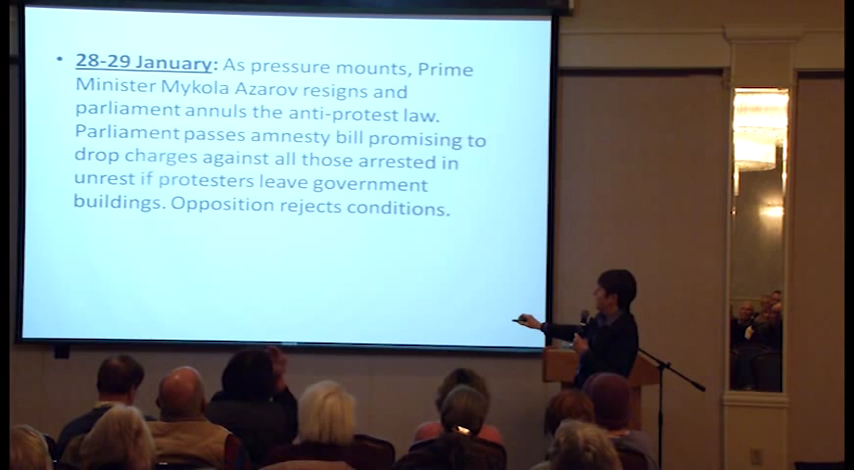 • 28-29 January: As pressure mounts, Prime
Minister Mykola Azarov resigns and
parliament annuls the anti-protest law.
Parliament passes amnesty bill promising to
drop charges against all those arrested in
unrest if protesters leave government
buildings. Opposition rejects conditions.